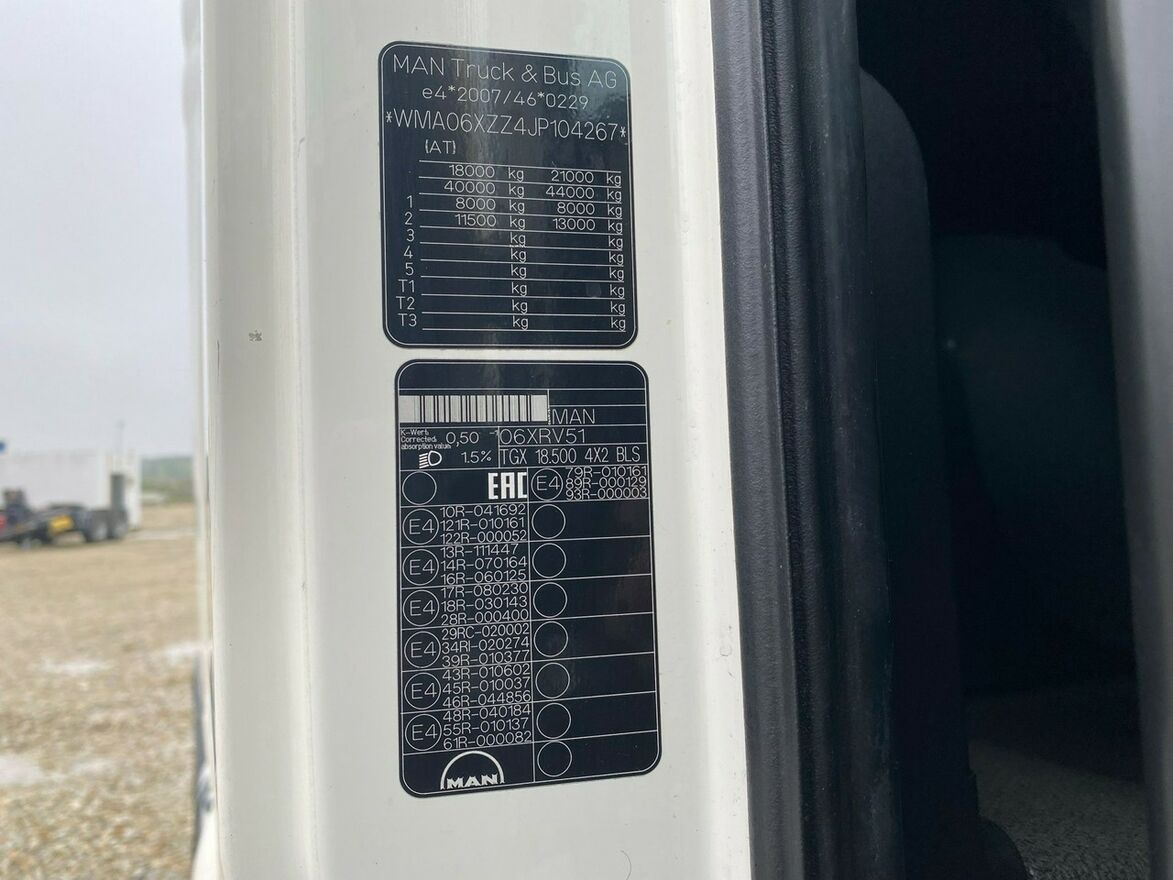 MAN Truck & Bus AG
e4*2007/46*0229
*WMA06XZZ4JP104267*
(AT)
18000 kg 21000 kg
40000 kg 44000 kg
1 8000 kg 8000 kg
2 11500 kg 13000 kg
3 kg kg
4 kg kg
5 kg kg
T1 kg kg
T2 kg kg
T3 kg kg
MAN
K-Wert:
Corrected
absorption value
0,50
06XRV51
1.5%
TGX 18.500 4X2 BLS
EAC
E4
79R-010161
89R-000129
93R-000003
E4
10R-041692
121R-010161
122R-000052
E4
13R-111447
14R-070164
16R-060125
E4
17R-080230
18R-030143
28R-000400
E4
29RC-020002
34RI-020274
39R-010377
E4
43R-010602
45R-010037
46R-044856
E4
48R-040184
55R-010137
61R-000082
MAN